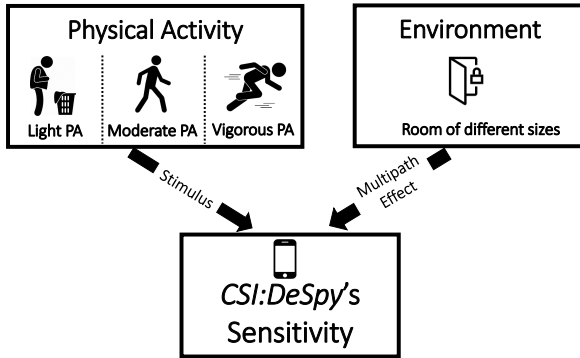 Physical Activity
Light PA
Moderate PA
Vigorous PA
Environment
Room of different sizes
Stimulus
Multipath
Effect
CSI:DeSpy's
Sensitivity